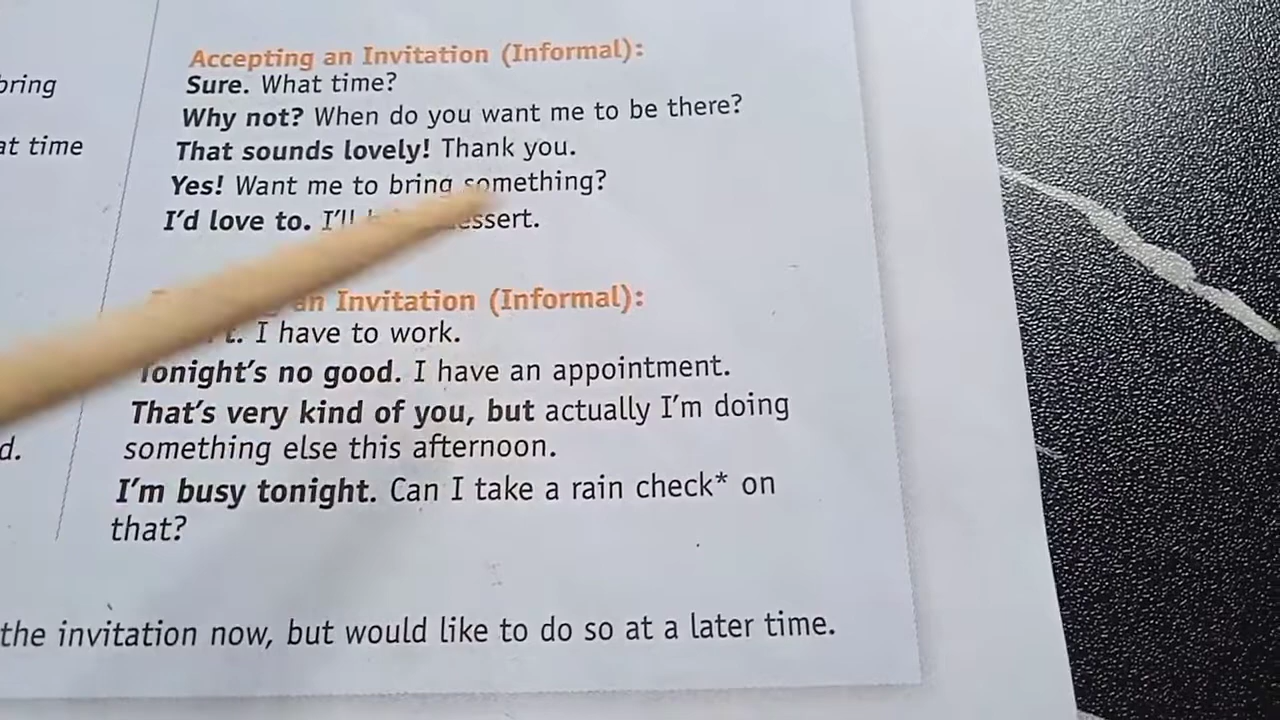 bring
at time
d.
Accepting an Invitation (Informal):
Sure. What time?
Why not? When do you want me to be there?
That sounds lovely! Thank you.
Yes! Want me to bring something?
I'd love to. I'll
an Invitation (Informal):
I have to work.
Tonight's no good. I have an appointment.
That's very kind of you, but actually I'm doing
something else this afternoon.
I'm busy tonight. Can I take a rain check* on
that?
the invitation now, but would like to do so at a later time.